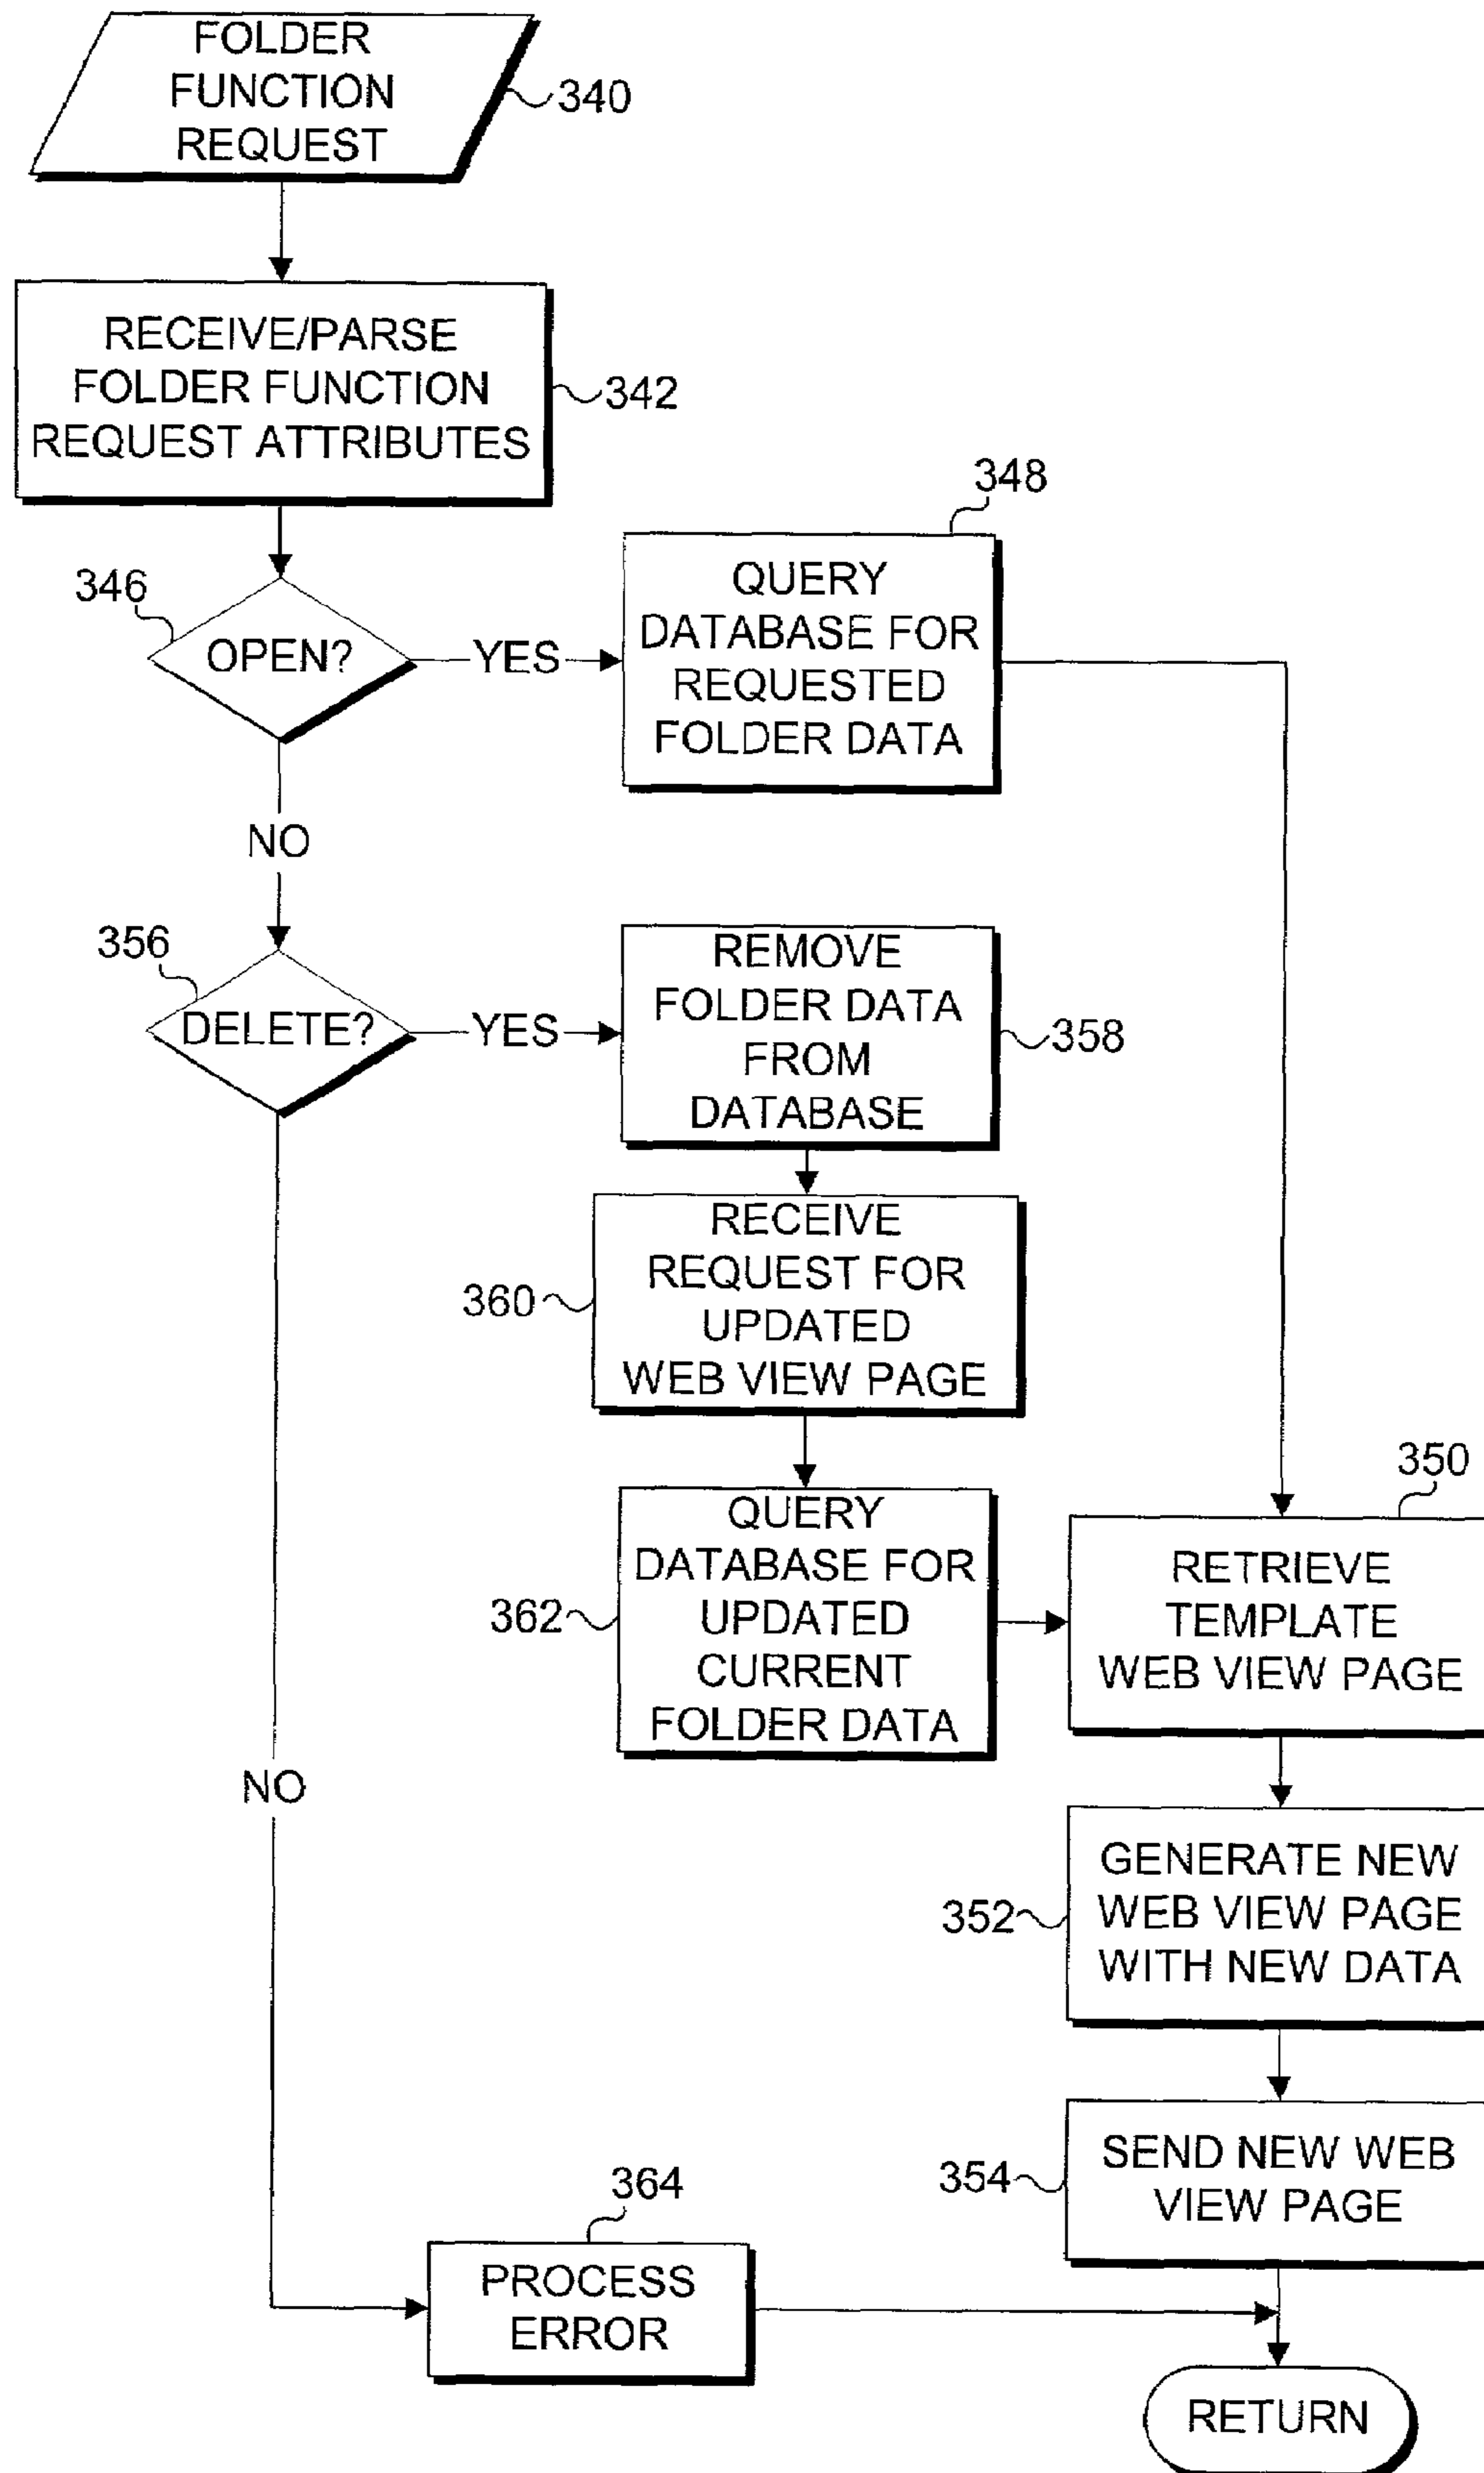 FOLDER
FUNCTION
REQUEST
340
RECEIVE/PARSE
FOLDER FUNCTION
REQUEST ATTRIBUTES
342
346
OPEN?
YES
348
QUERY
DATABASE FOR
REQUESTED
FOLDER DATA
NO
356
DELETE?
YES
REMOVE
FOLDER DATA
FROM
DATABASE
358
RECEIVE
REQUEST FOR
UPDATED
WEB VIEW PAGE
360
QUERY
DATABASE FOR
UPDATED
CURRENT
FOLDER DATA
362
350
RETRIEVE
TEMPLATE
WEB VIEW PAGE
NO
GENERATE NEW
WEB VIEW PAGE
WITH NEW DATA
352
SEND NEW WEB
VIEW PAGE
354
364
PROCESS
ERROR
RETURN